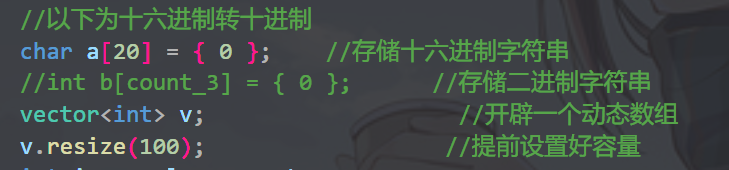 //以下为十六进制转十进制
char a[20] = { 0 };    //存储十六进制字符串
//int b[count_3] = { 0 };      //存储二进制字符串
vector<int> v;                  //开辟一个动态数组
v.resize(100);                 //提前设置好容量